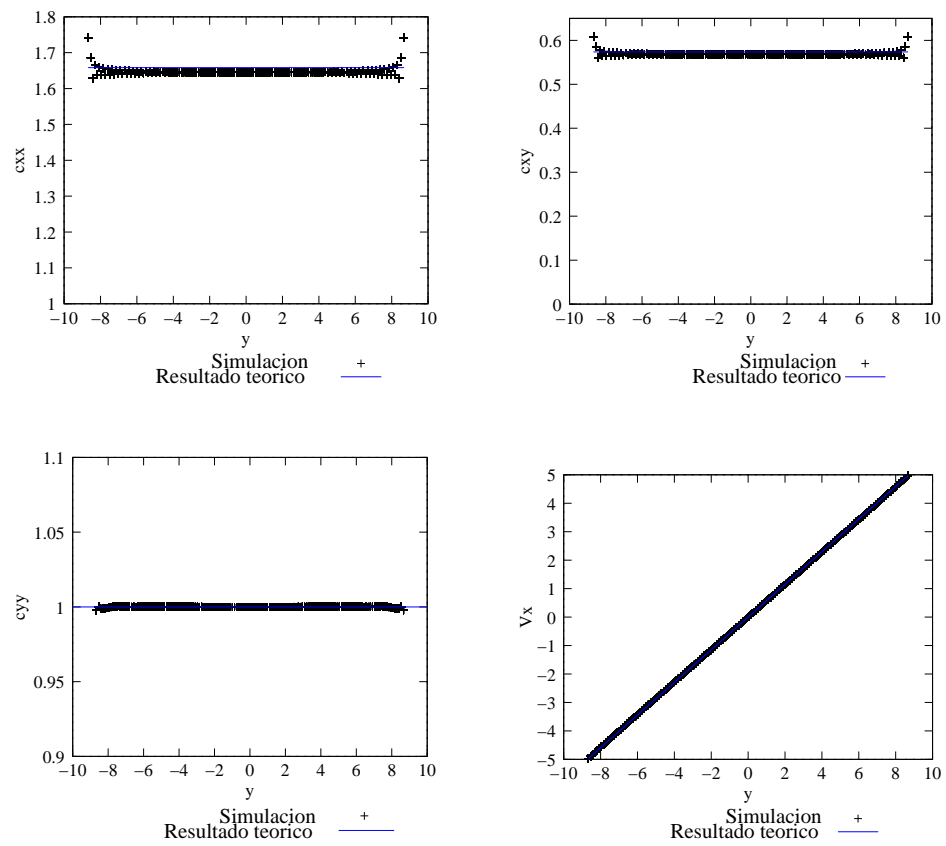 1.8
1.7
1.6
1.5
1.4
1.3
1.2
1.1
1
cxx
−10 −8 −6 −4 −2 0 2 4 6 8 10
y
Simulacion
Resultado teorico
0.6
0.5
0.4
0.3
0.2
0.1
0
cxy
−10 −8 −6 −4 −2 0 2 4 6 8 10
y
Simulacion
Resultado teorico
1.1
1.05
1
0.95
0.9
cyy
−10 −8 −6 −4 −2 0 2 4 6 8 10
y
Simulacion
Resultado teorico
5
4
3
2
1
0
−1
−2
−3
−4
−5
Vx
−10 −8 −6 −4 −2 0 2 4 6 8 10
y
Simulacion
Resultado teorico